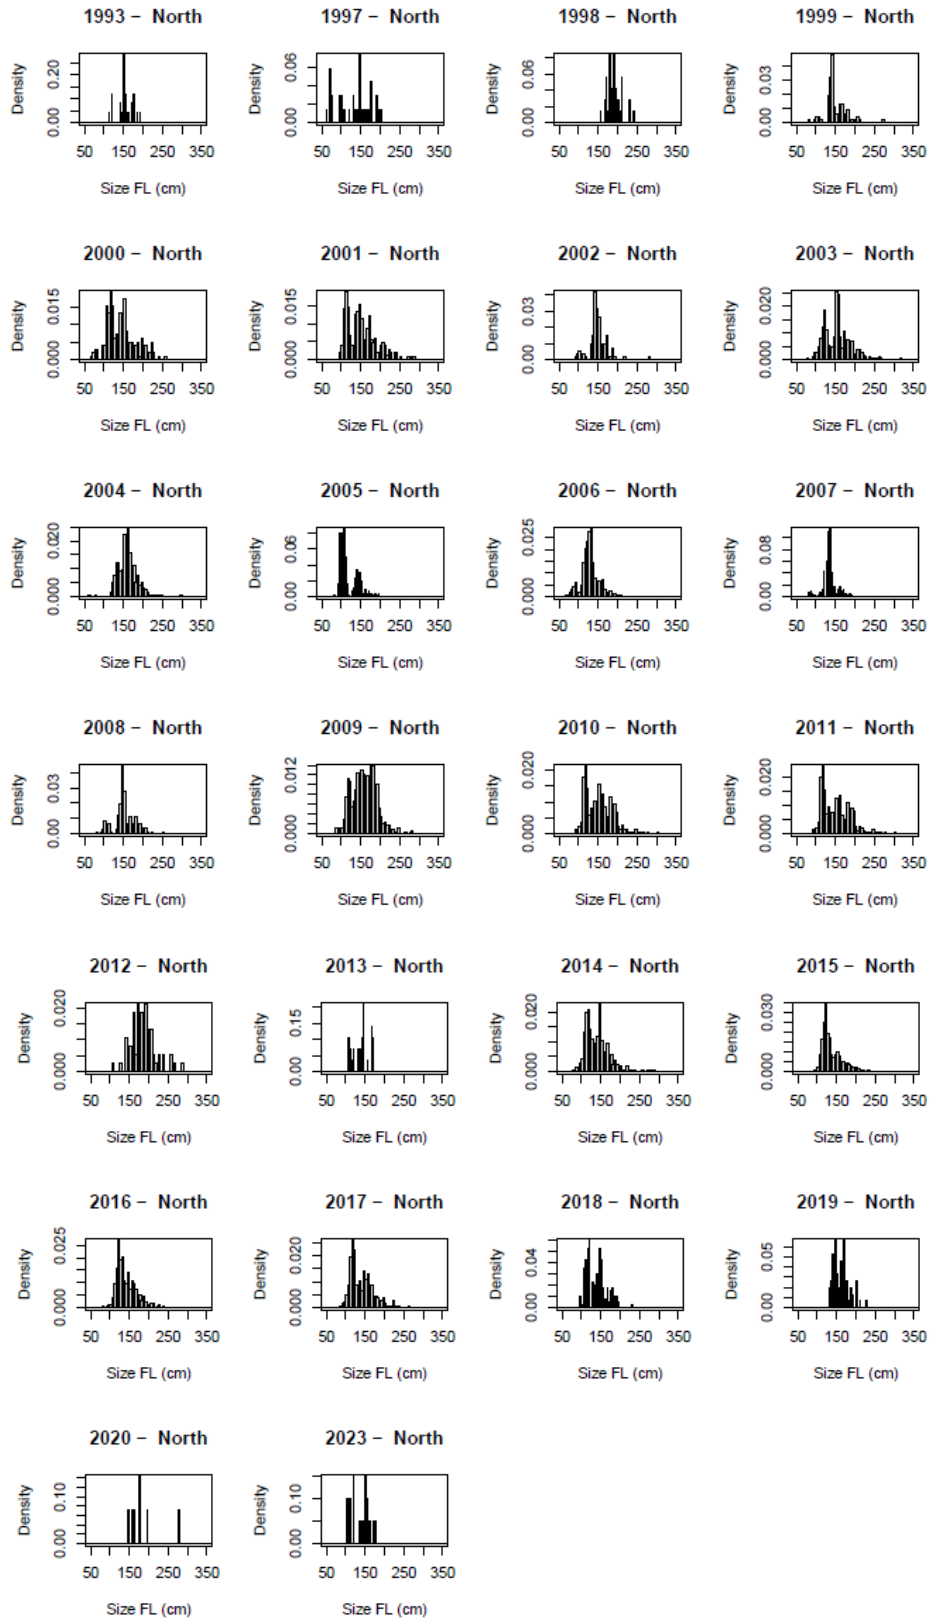 1993 – North
1997 – North
1998 – North
1999 – North
Density
0.00 0.20
Density
0.00 0.06
Density
0.00 0.06
Density
0.00 0.03
50 150 250 350
50 150 250 350
50 150 250 350
50 150 250 350
Size FL (cm)
Size FL (cm)
Size FL (cm)
Size FL (cm)
2000 – North
2001 – North
2002 – North
2003 – North
Density
0.000 0.015
Density
0.000 0.015
Density
0.00 0.03
Density
0.000 0.020
50 150 250 350
50 150 250 350
50 150 250 350
50 150 250 350
Size FL (cm)
Size FL (cm)
Size FL (cm)
Size FL (cm)
2004 – North
2005 – North
2006 – North
2007 – North
Density
0.000 0.020
Density
0.00 0.06
Density
0.000 0.025
Density
0.00 0.08
50 150 250 350
50 150 250 350
50 150 250 350
50 150 250 350
Size FL (cm)
Size FL (cm)
Size FL (cm)
Size FL (cm)
2008 – North
2009 – North
2010 – North
2011 – North
Density
0.00 0.03
Density
0.000 0.012
Density
0.000 0.020
Density
0.000 0.020
50 150 250 350
50 150 250 350
50 150 250 350
50 150 250 350
Size FL (cm)
Size FL (cm)
Size FL (cm)
Size FL (cm)
2012 – North
2013 – North
2014 – North
2015 – North
Density
0.000 0.020
Density
0.00 0.15
Density
0.000 0.020
Density
0.000 0.030
50 150 250 350
50 150 250 350
50 150 250 350
50 150 250 350
Size FL (cm)
Size FL (cm)
Size FL (cm)
Size FL (cm)
2016 – North
2017 – North
2018 – North
2019 – North
Density
0.000 0.025
Density
0.000 0.020
Density
0.00 0.04
Density
0.00 0.05
50 150 250 350
50 150 250 350
50 150 250 350
50 150 250 350
Size FL (cm)
Size FL (cm)
Size FL (cm)
Size FL (cm)
2020 – North
2023 – North
Density
0.00 0.10
Density
0.00 0.10
50 150 250 350
50 150 250 350
Size FL (cm)
Size FL (cm)